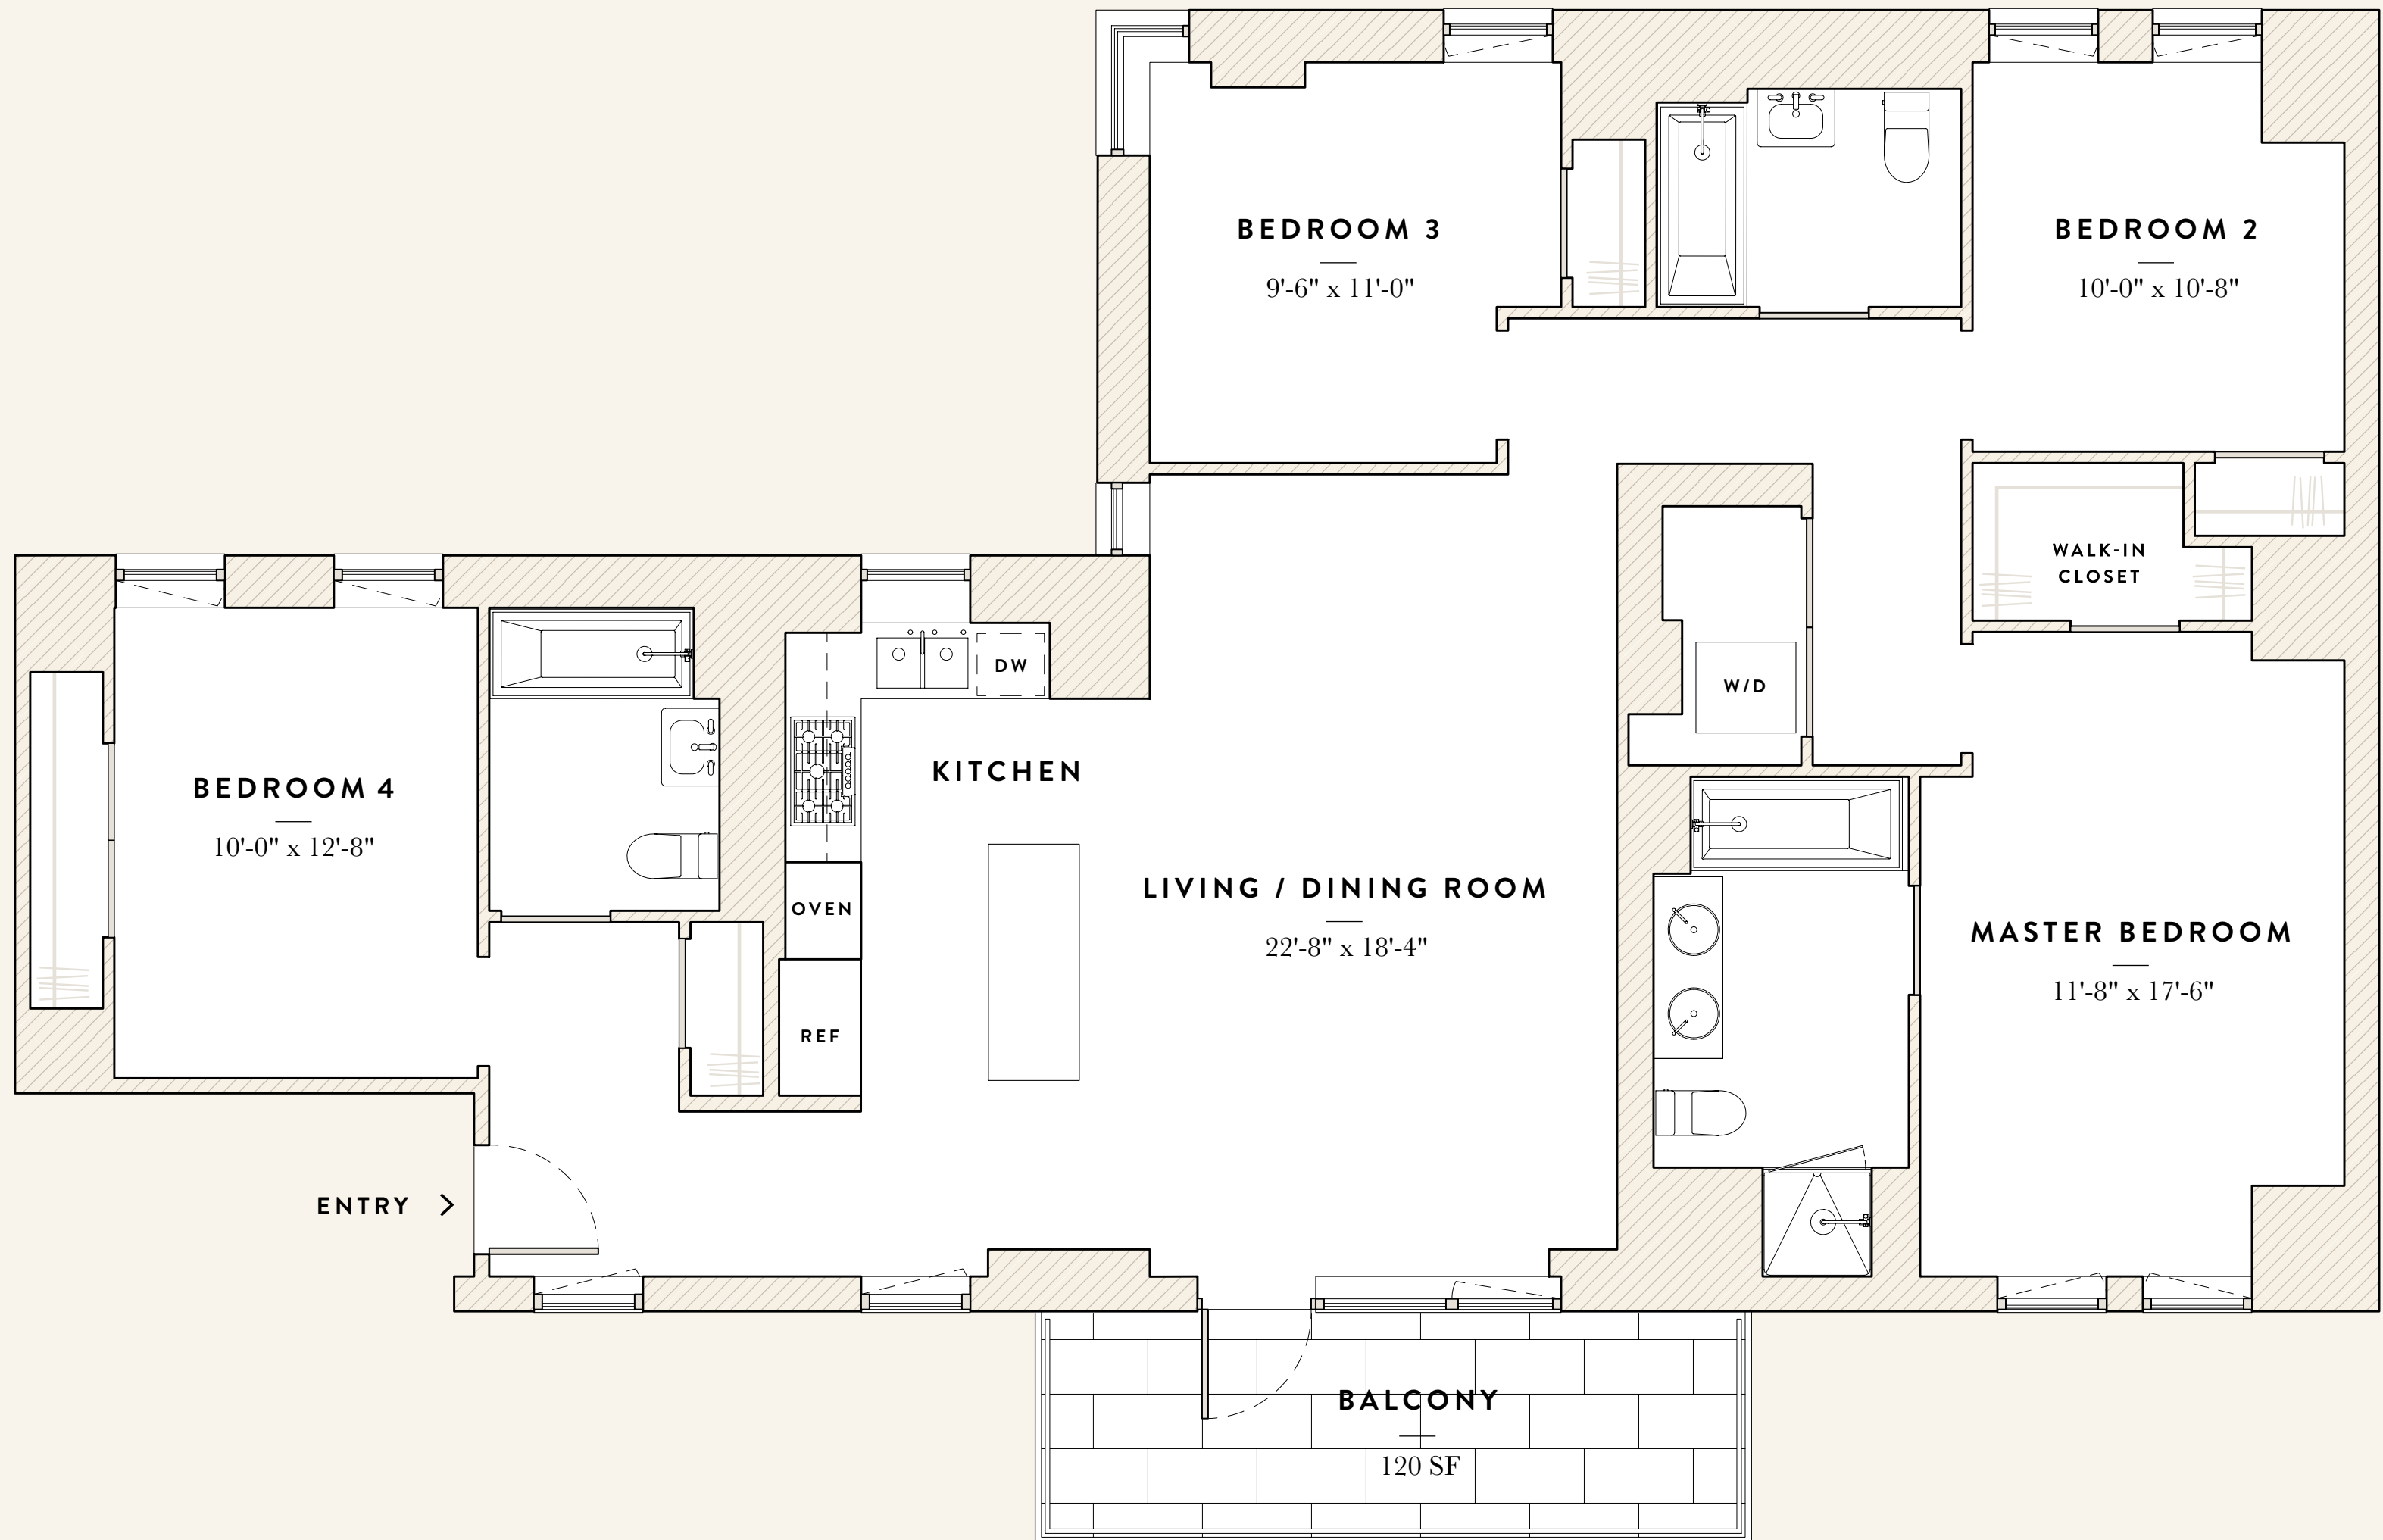 BEDROOM 3
9'-6" x 11'-0"
BEDROOM 2
10'-0" x 10'-8"
WALK-IN
CLOSET
DW
W/D
KITCHEN
BEDROOM 4
10'-0" x 12'-8"
OVEN
LIVING / DINING ROOM
22'-8" x 18'-4"
MASTER BEDROOM
11'-8" x 17'-6"
REF
ENTRY >
BALCONY
120 SF